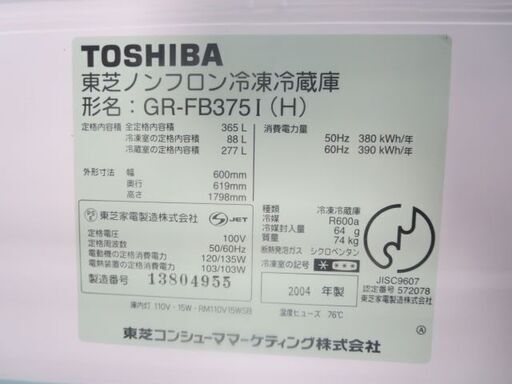 TOSHIBA
東芝ノンフロン冷凍冷蔵庫
形名:GR-FB375I(H)
定格内容積 全定格内容積 365 L
冷凍室の定格内容積 88 L
冷蔵室の定格内容積 277 L
消費電力量 50Hz 380 kWh/年
60Hz 390 kWh/年
外形寸法 幅 600mm
奥行 619mm
高さ 1798mm
東芝家電製造株式会社 S JET
定格電圧 100V
定格周波数 50/60Hz
電動機の定格消費電力 120/135W
電熱装置の定格消費電力 103/103W
製造番号 13804955
種類 冷凍冷蔵庫
冷媒 R600a
冷媒封入量 64 g
質量 74 kg
断熱発泡ガス シクロペンタン
冷凍室の記号
2004 年製
JISC9607
認定番号 572078
東芝家電製造株式会社
庫内灯 110V・15W・RM110V15WSB
温度ヒューズ 76℃
Ⓐ
東芝コンシューママーケティング株式会社